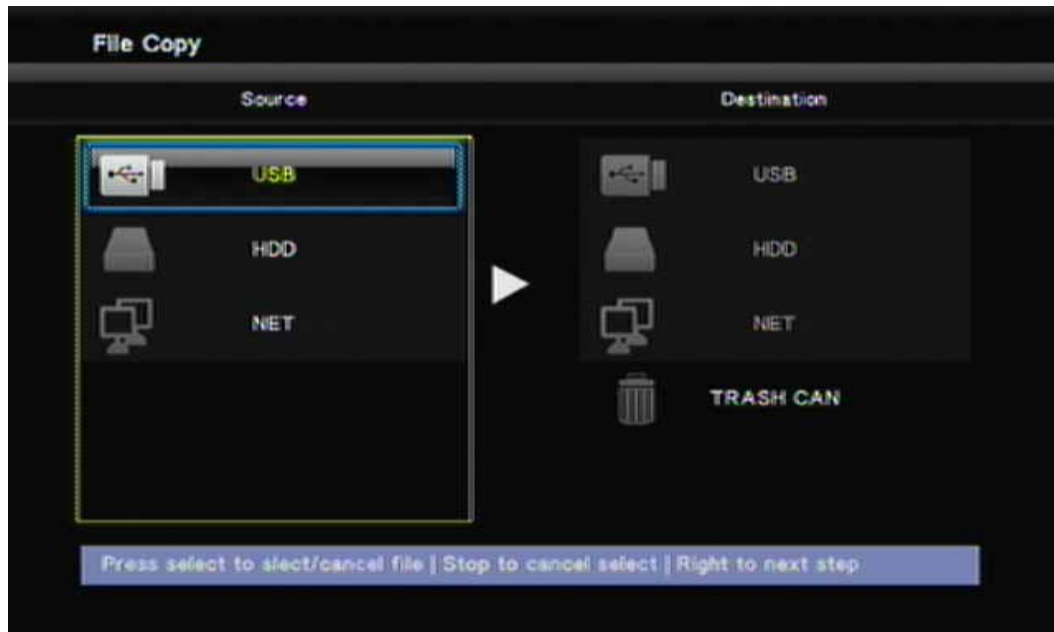 File Copy
Source Destination
USB USB
HDD HDD
NET NET
TRASH CAN
Press select to slect/cancel file | Stop to cancel select | Right to next step